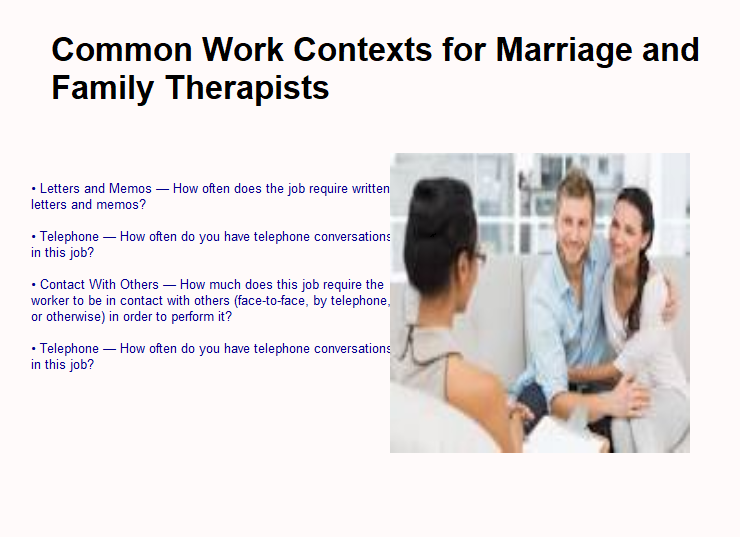 Common Work Contexts for Marriage and
Family Therapists
• Letters and Memos — How often does the job require written
letters and memos?
• Telephone — How often do you have telephone conversations
in this job?
• Contact With Others — How much does this job require the
worker to be in contact with others (face-to-face, by telephone,
or otherwise) in order to perform it?
• Telephone — How often do you have telephone conversations
in this job?